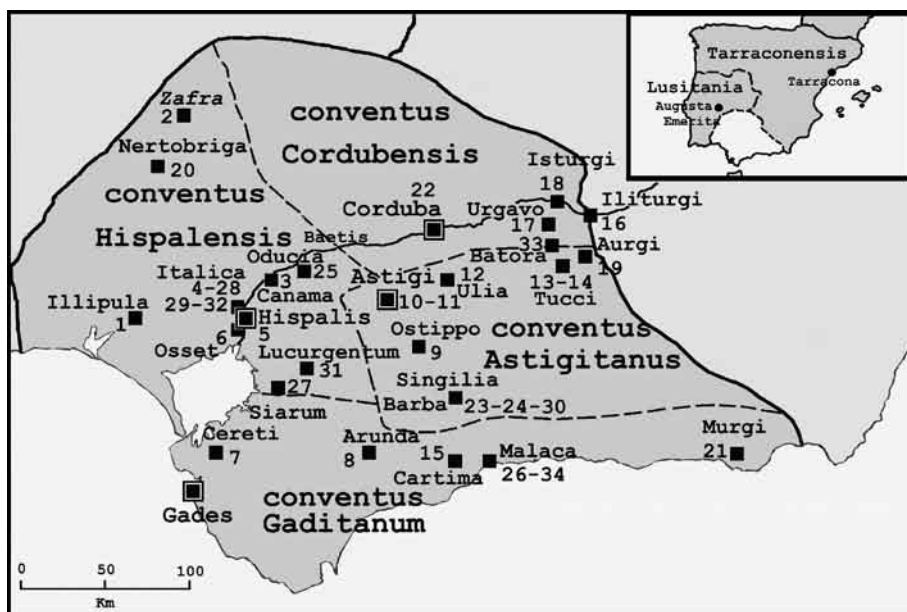 Tarraconensis
Tarracona
Lusitania
Augusta
Emerita
Zafra
2
Nertobriga
20
conventus
Hispalensis
conventus
Cordubensis
22
Corduba
Baetis
Isturgi
18
Urgavo
17
Iliturgi
16
33
Batora
Aurgi
19
13-14
Tucci
Oducia
25
Italica
4-28
29-32
3
Canama
Astigi
10-11
12
Ulia
Illipula
1
Hispalis
5
6
Osset
Ostippo
9
conventus
Astigitanus
Lucurgentum
31
27
Siarum
Singilia
Barba
23-24-30
Cereti
7
Arunda
8
15
Cartima
Malaca
26-34
Murgi
21
Gades
conventus
Gaditanum
0 50 100
Km